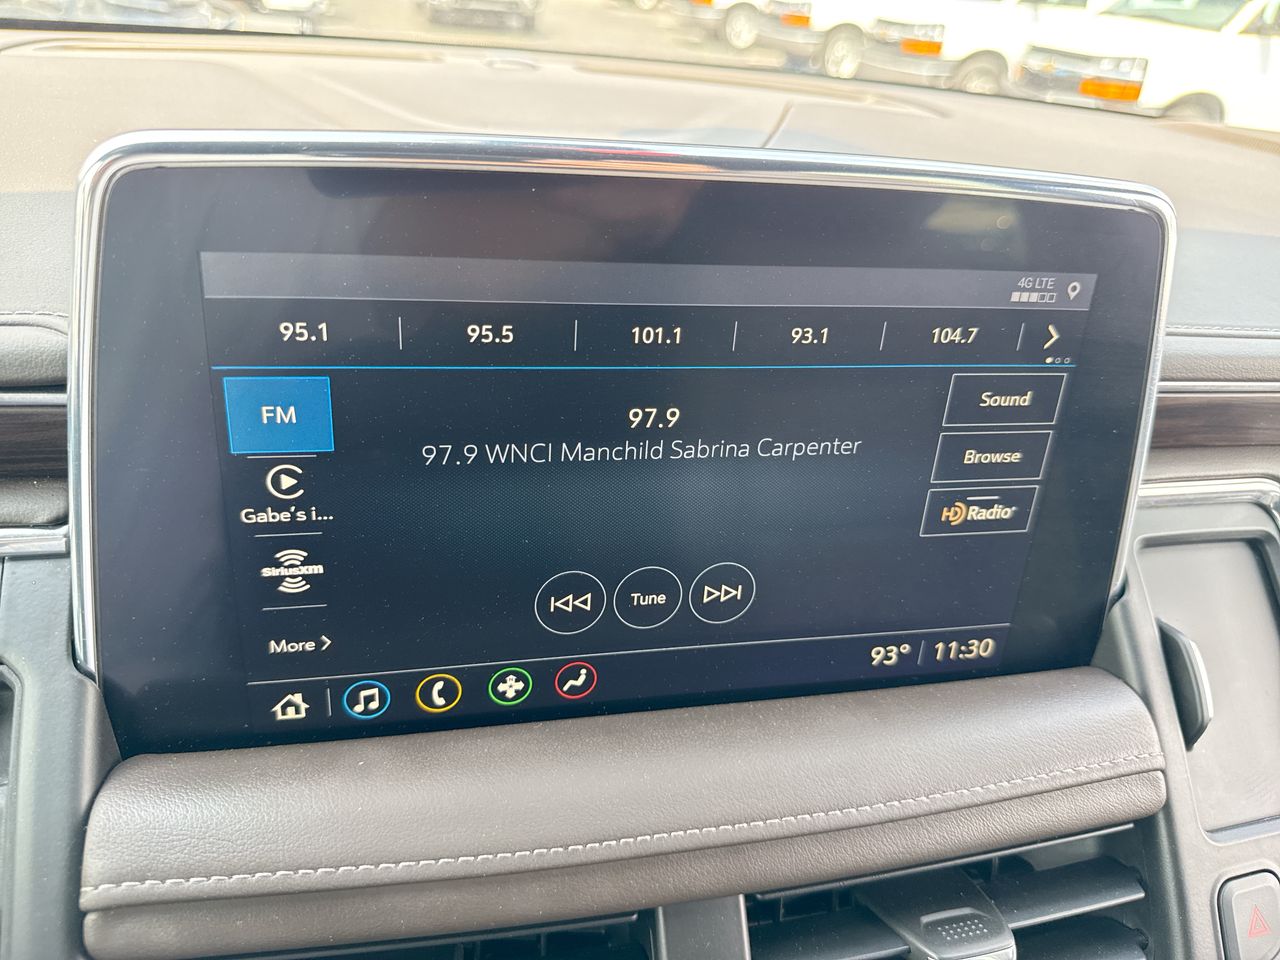 4G LTE
95.1 95.5 101.1 93.1 104.7
FM
97.9
Sound
97.9 WNCI Manchild Sabrina Carpenter
Browse
Gabe's i...
HD Radio
SiriusXM
Tune
More
93° 11:30